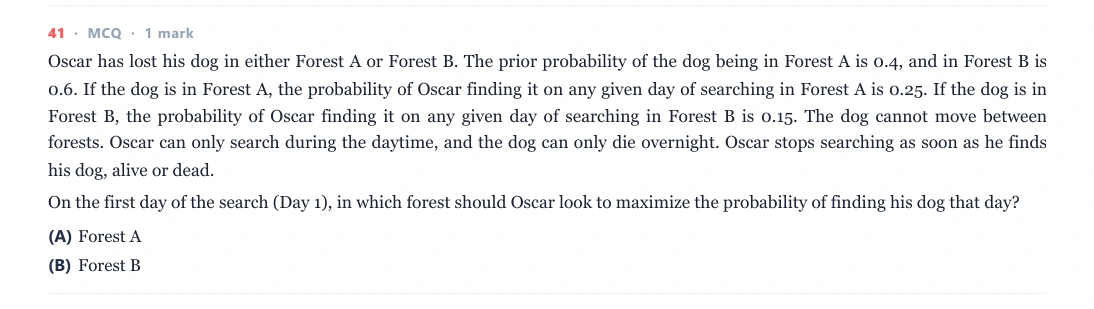 41 · MCQ · 1 mark
Oscar has lost his dog in either Forest A or Forest B. The prior probability of the dog being in Forest A is 0.4, and in Forest B is
0.6. If the dog is in Forest A, the probability of Oscar finding it on any given day of searching in Forest A is 0.25. If the dog is in
Forest B, the probability of Oscar finding it on any given day of searching in Forest B is 0.15. The dog cannot move between
forests. Oscar can only search during the daytime, and the dog can only die overnight. Oscar stops searching as soon as he finds
his dog, alive or dead.
On the first day of the search (Day 1), in which forest should Oscar look to maximize the probability of finding his dog that day?
(A) Forest A
(B) Forest B